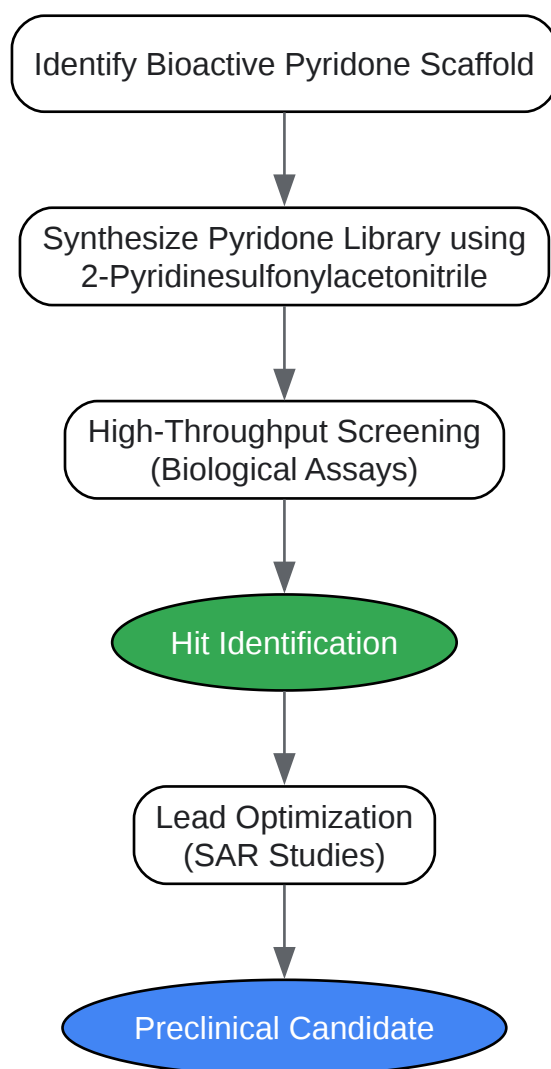 Identify Bioactive Pyridone Scaffold
Synthesize Pyridone Library using
2-Pyridinesulfonylacetonitrile
High-Throughput Screening
(Biological Assays)
Hit Identification
Lead Optimization
(SAR Studies)
Preclinical Candidate